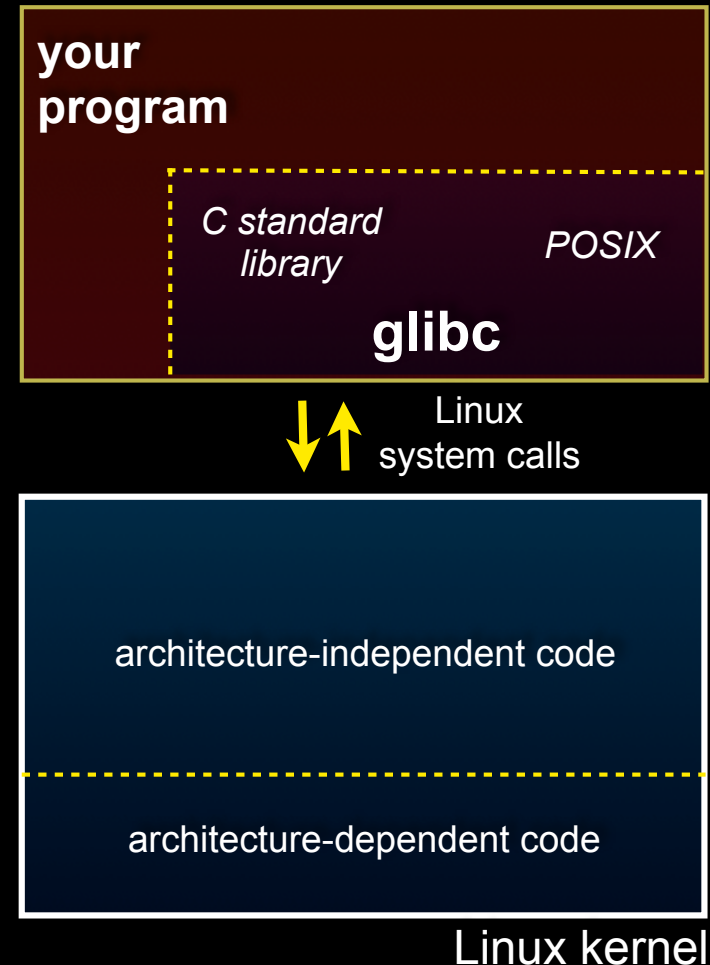 your
program
C standard
library
POSIX
glibc
Linux
system calls
architecture-independent code
architecture-dependent code
Linux kernel